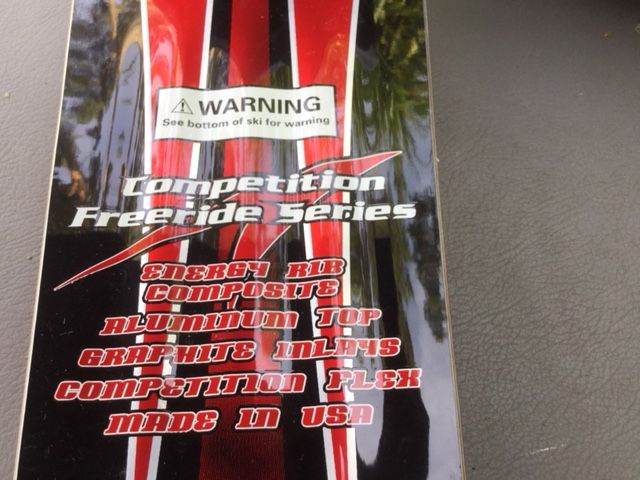 ⚠ WARNING
See bottom of ski for warning
Competition
Freeride Series
ENERGY RIB
COMPOSITE
ALUMINUM TOP
GRAPHITE INLAYS
COMPETITION FLEX
MADE IN USA